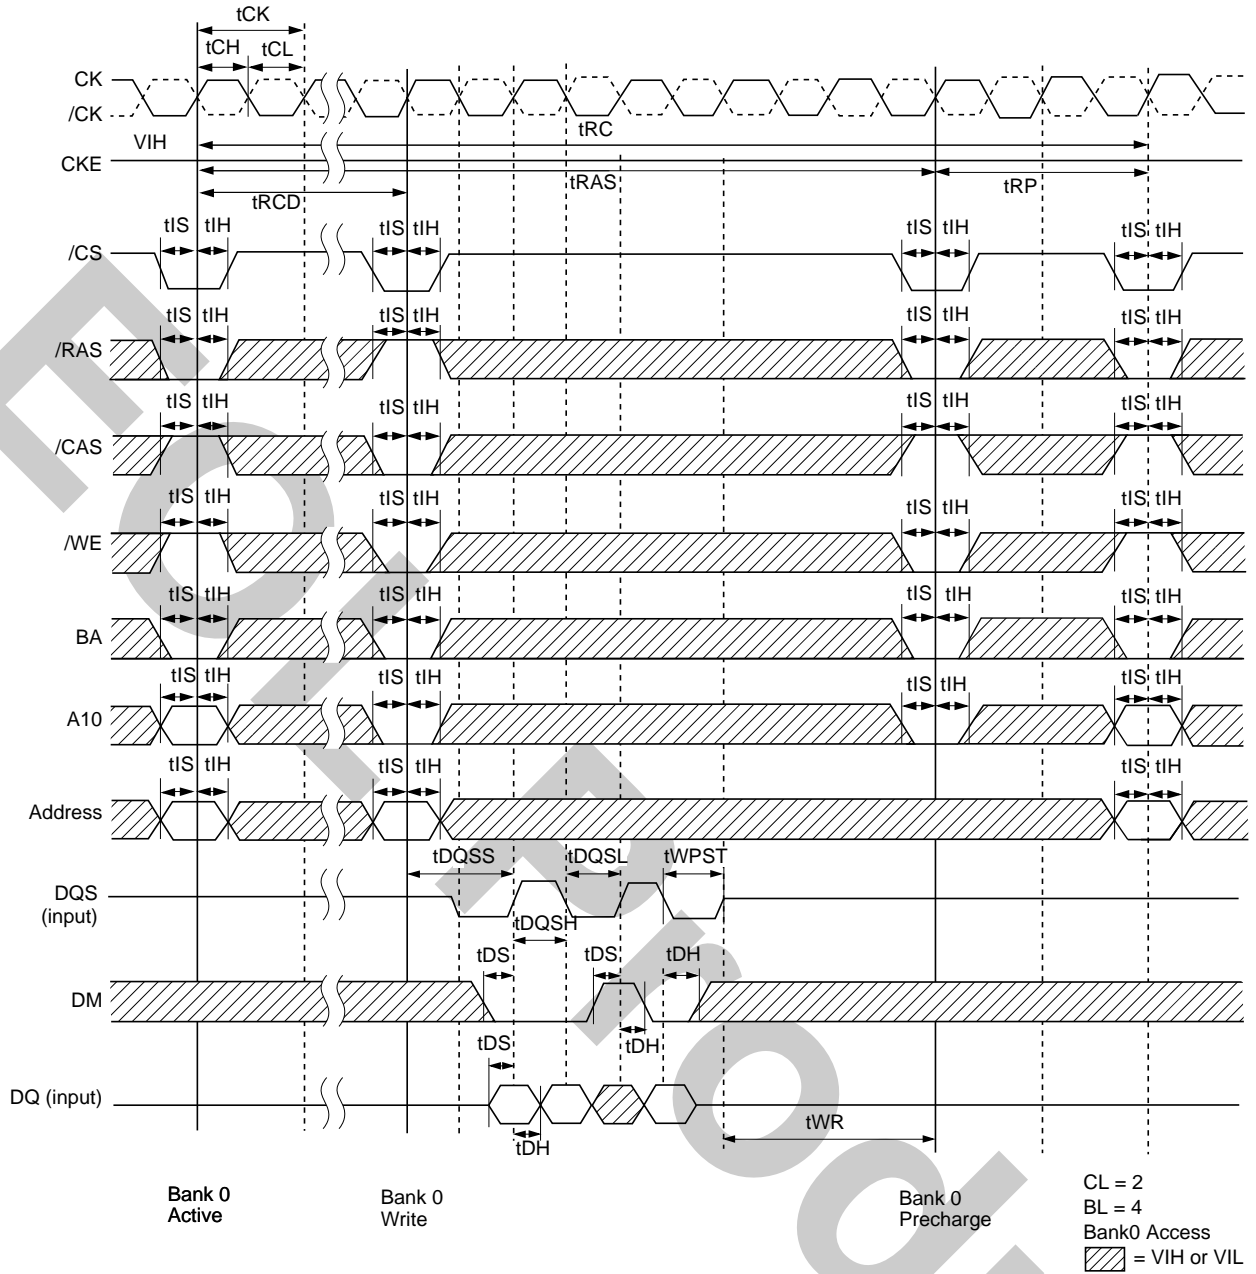 tCK
tCH tCL
CK
/CK
tRC
VIH
CKE
tRAS
tRP
tRCD
tIS tIH tIS tIH tIS tIH tIS tIH
/CS
tIS tIH tIS tIH tIS tIH tIS tIH
/RAS
tIS tIH tIS tIH tIS tIH tIS tIH
/CAS
tIS tIH tIS tIH tIS tIH tIS tIH
/WE
tIS tIH tIS tIH tIS tIH tIS tIH
BA
tIS tIH tIS tIH tIS tIH tIS tIH
A10
tIS tIH tIS tIH tIS tIH
Address
tDQSS tDQSL tWPST
DQS
(input)
tDQSH
tDS tDS tDH
DM
tDS tDH
DQ (input)
tWR
tDH
Bank 0
Active
Bank 0
Write
Bank 0
Precharge
CL = 2
BL = 4
Bank0 Access
= VIH or VIL
EOL Prod